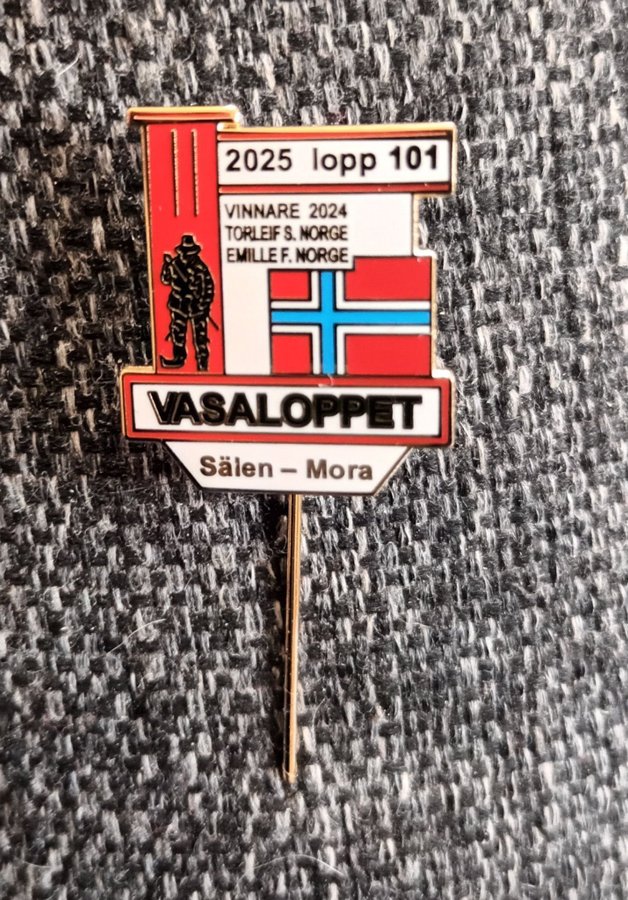 2025 lopp 101
VINNARE 2024
TORLEIF S. NORGE
EMILLE F. NORGE
VASALOPPET
Sälen – Mora